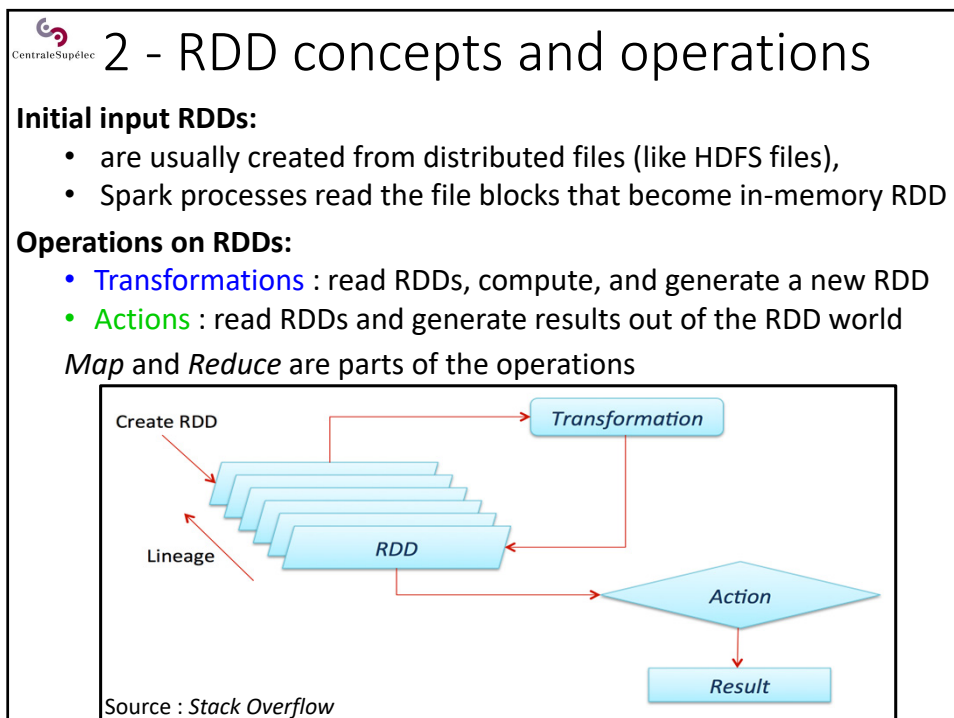 CentraleSupélec
2 - RDD concepts and operations
Initial input RDDs:
• are usually created from distributed files (like HDFS files),
• Spark processes read the file blocks that become in-memory RDD
Operations on RDDs:
• Transformations : read RDDs, compute, and generate a new RDD
• Actions : read RDDs and generate results out of the RDD world
Map and Reduce are parts of the operations
Create RDD
Transformation
Lineage
RDD
Action
Result
Source : Stack Overflow